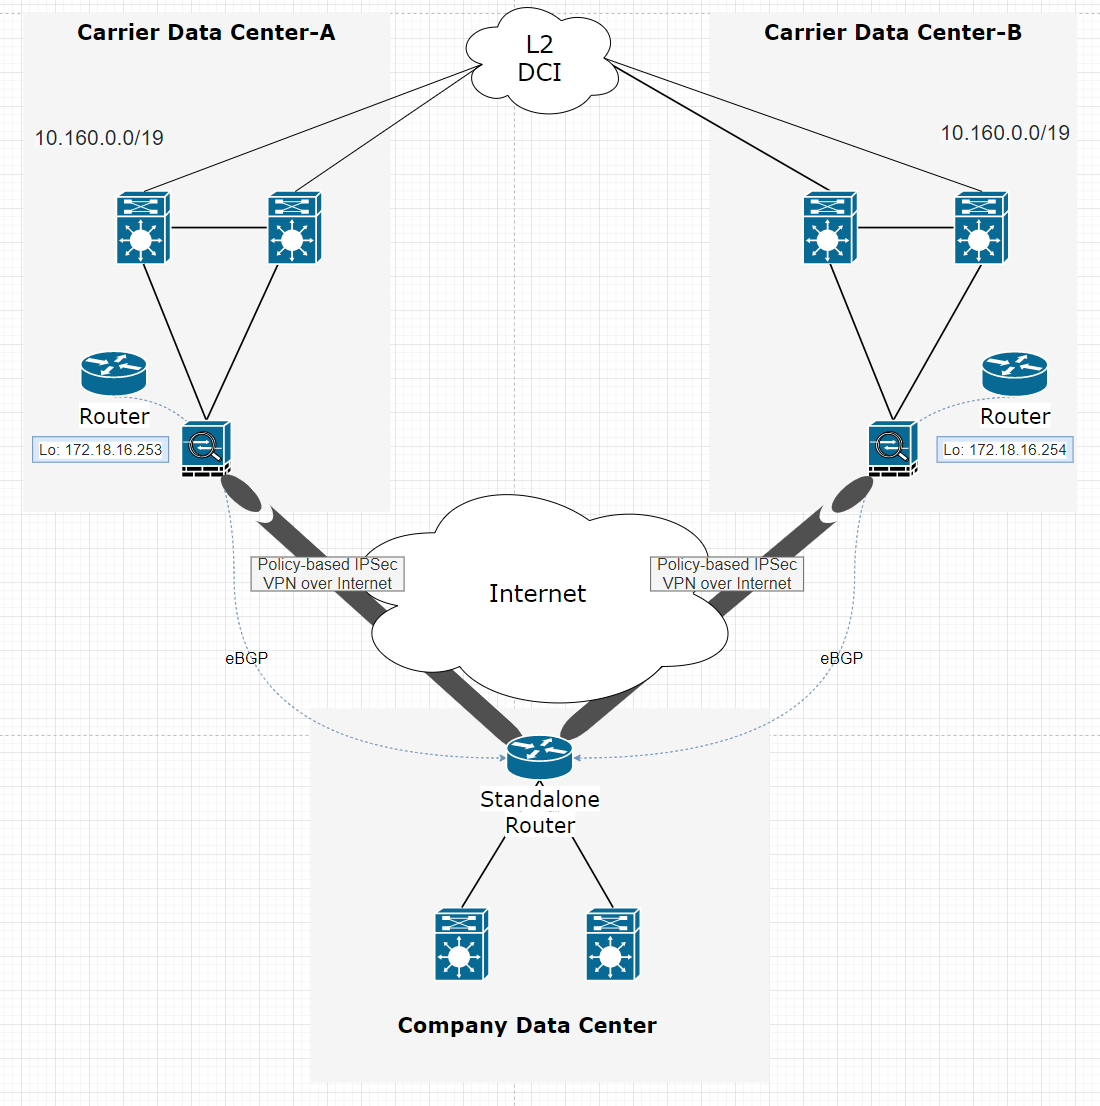 Carrier Data Center-A
L2
DCI
Carrier Data Center-B
10.160.0.0/19
10.160.0.0/19
Router
Lo: 172.18.16.253
Router
Lo: 172.18.16.254
Policy-based IPSec
VPN over Internet
Internet
Policy-based IPSec
VPN over Internet
eBGP
eBGP
Standalone
Router
Company Data Center